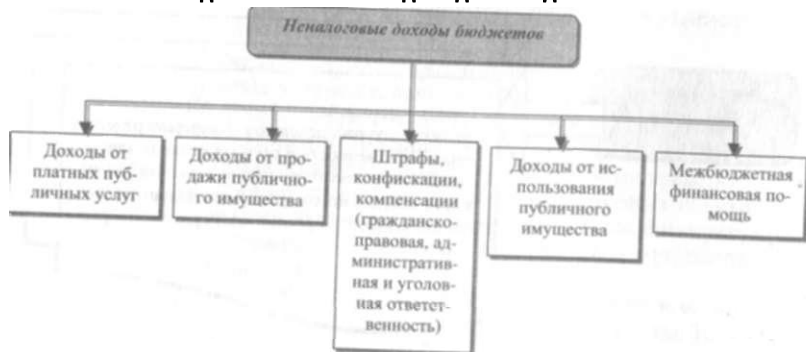 Неналоговые доходы бюджетов
Доходы от
платных пуб-
личных услуг
Доходы от про-
дажи публично-
го имущества
Штрафы,
конфискации,
компенсации
(гражданско-
правовая, ад-
министратив-
ная и уголов-
ная ответст-
венность)
Доходы от ис-
пользования
публичного
имущества
Межбюджетная
финансовая по-
мощь